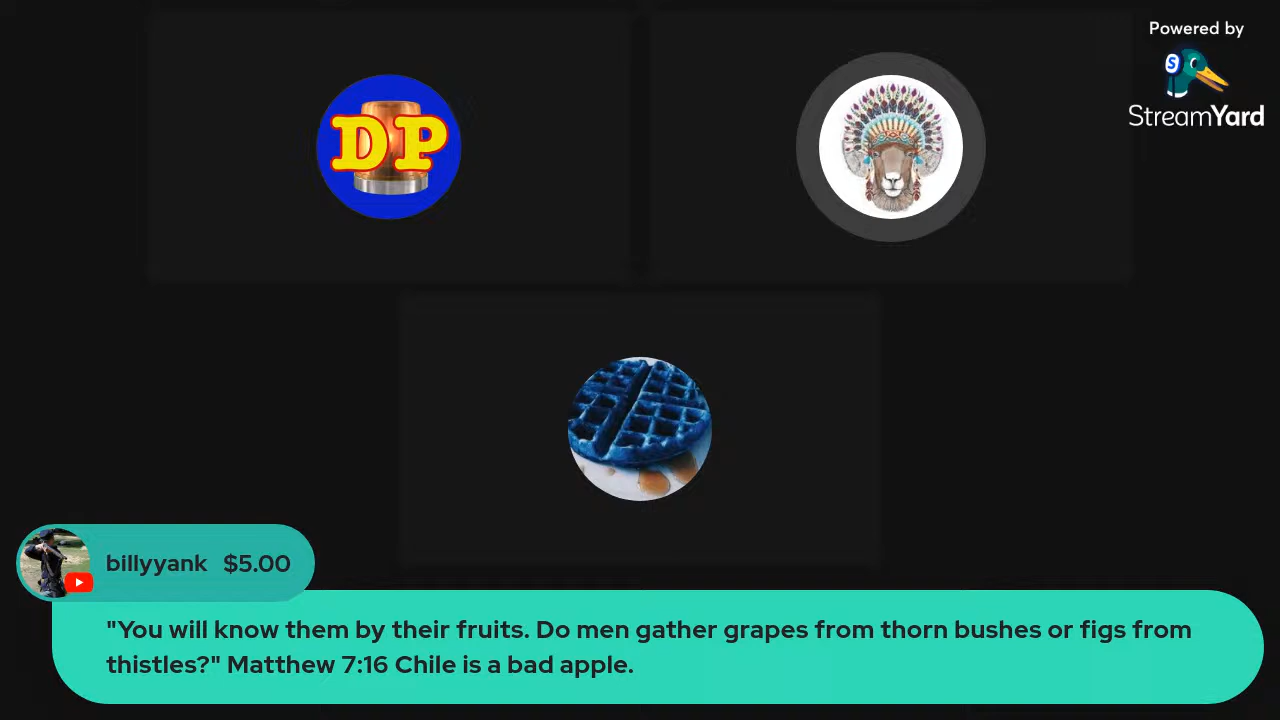 Powered by
StreamYard
DP
billyyank $5.00
"You will know them by their fruits. Do men gather grapes from thorn bushes or figs from
thistles?" Matthew 7:16 Chile is a bad apple.